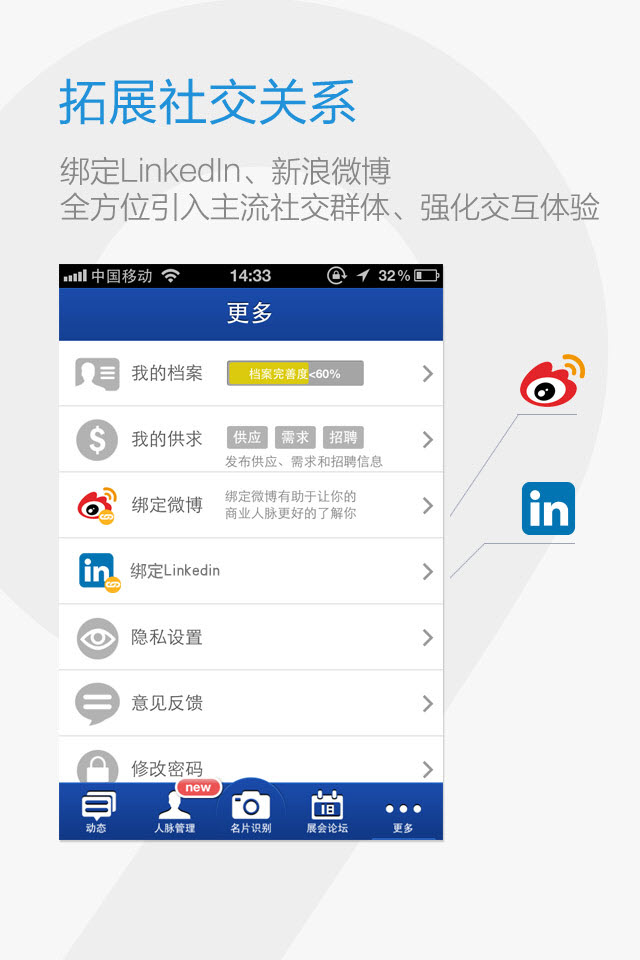 拓展社交关系
绑定LinkedIn、新浪微博
全方位引入主流社交群体、强化交互体验
中国移动 14:33 32%
更多
我的档案 档案完善度<60%
我的供求 供应 需求 招聘
发布供应、需求和招聘信息
绑定微博 绑定微博有助于让你的
商业人脉更好的了解你
in
in 绑定Linkedin
隐私设置
意见反馈
修改密码
new
18
动态 人脉管理 名片识别 展会论坛 更多